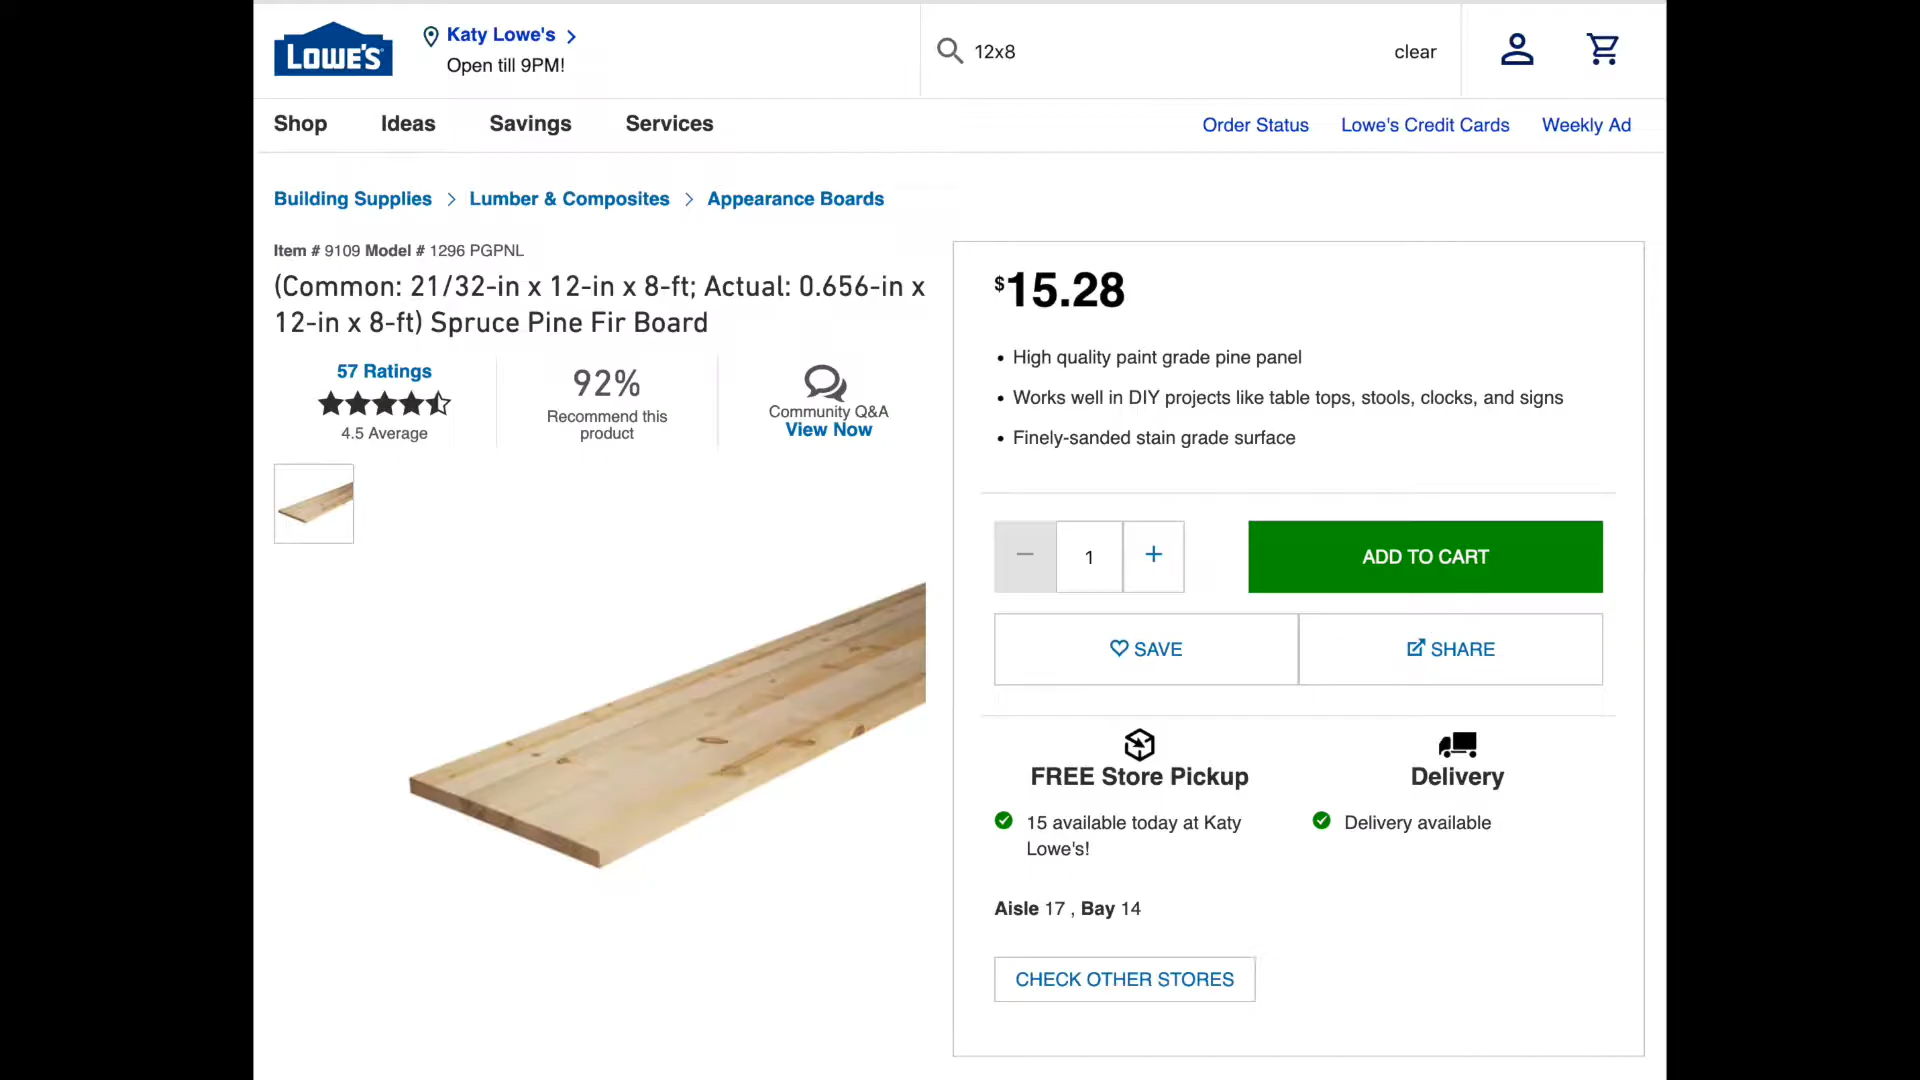 LOWE'S
Katy Lowe's
Open till 9PM!
12x8
clear
Shop
Ideas
Savings
Services
Order Status
Lowe's Credit Cards
Weekly Ad
Building Supplies > Lumber & Composites > Appearance Boards
Item # 9109 Model # 1296 PGPNL
(Common: 21/32-in x 12-in x 8-ft; Actual: 0.656-in x
12-in x 8-ft) Spruce Pine Fir Board
57 Ratings
4.5 Average
92%
Recommend this
product
Community Q&A
View Now
$15.28
• High quality paint grade pine panel
• Works well in DIY projects like table tops, stools, clocks, and signs
• Finely-sanded stain grade surface
− 1 +
ADD TO CART
SAVE
SHARE
FREE Store Pickup
15 available today at Katy
Lowe's!
Delivery
Delivery available
Aisle 17 , Bay 14
CHECK OTHER STORES